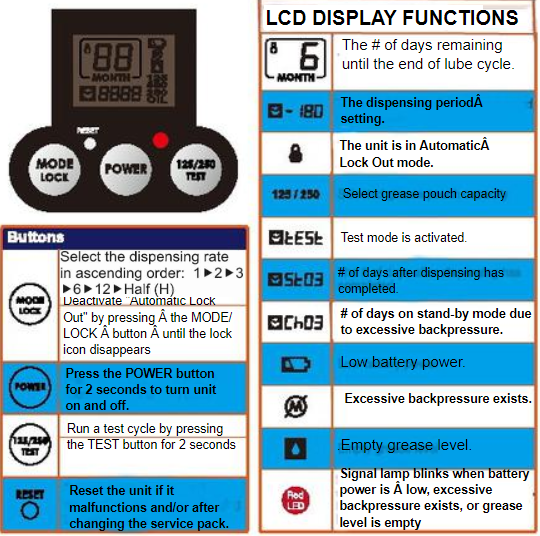 88
MONTH
8888
125
250
OIL
RESET
MODE
LOCK
POWER
125/250
TEST
Buttons
MODE
LOCK
Select the dispensing rate
in ascending order: 1►2►3
►6►12►Half (H)
Deactivate "Automatic Lock
Out" by pressing Â the MODE/
LOCK Â button Â until the lock
icon disappears
POWER
Press the POWER button
for 2 seconds to turn unit
on and off.
125/250
TEST
Run a test cycle by pressing
the TEST button for 2 seconds
RESET
Reset the unit if it
malfunctions and/or after
changing the service pack.
LCD DISPLAY FUNCTIONS
6
MONTH
The # of days remaining
until the end of lube cycle.
- 180
The dispensing periodÂ
setting.
The unit is in AutomaticÂ
Lock Out mode.
125 / 250
Select grease pouch capacity
tESt
Test mode is activated.
St03
# of days after dispensing has
completed.
Ch03
# of days on stand-by mode due
to excessive backpressure.
Low battery power.
M
Excessive backpressure exists.
Empty grease level.
Red
LED
Signal lamp blinks when battery
power is Â low, excessive
backpressure exists, or grease
level is empty